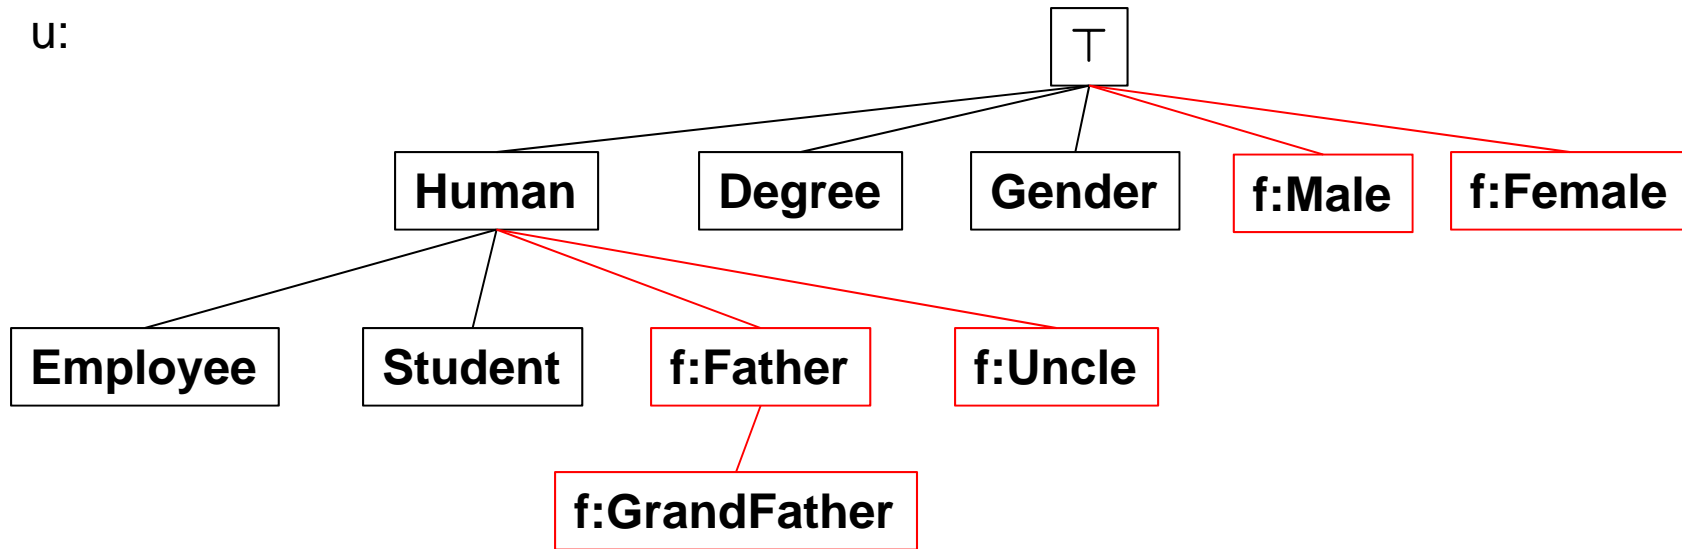 u:
⊤
Human Degree Gender f:Male f:Female
Employee Student f:Father f:Uncle
f:GrandFather